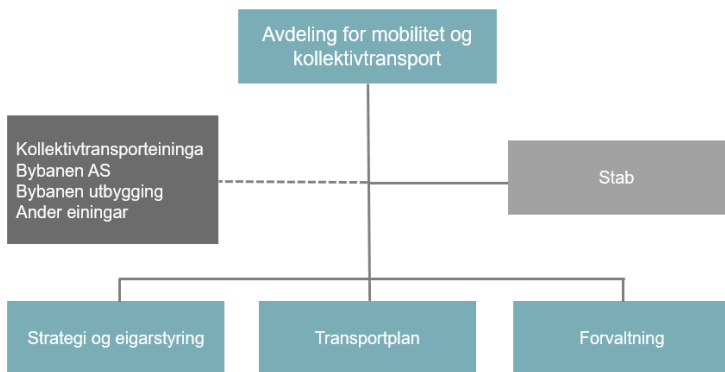 Avdeling for mobilitet og
kollektivtransport
Kollektivtransporteininga
Bybanen AS
Bybanen utbygging
Ander einingar
Stab
Strategi og eigarstyring
Transportplan
Forvaltning